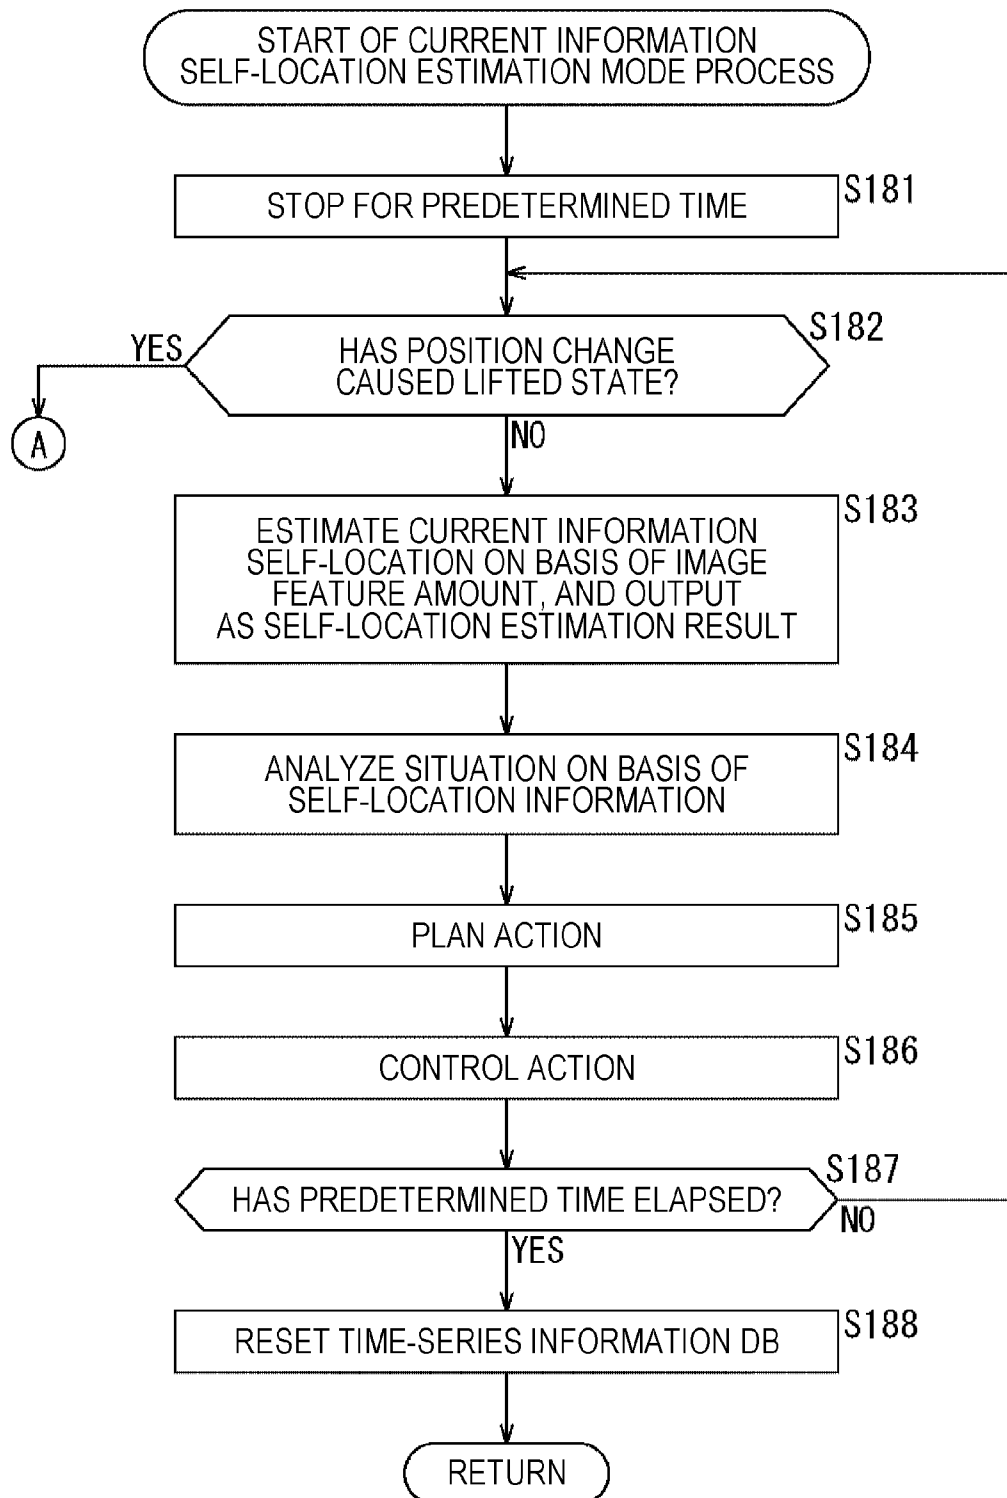 START OF CURRENT INFORMATION
SELF-LOCATION ESTIMATION MODE PROCESS
STOP FOR PREDETERMINED TIME
S181
HAS POSITION CHANGE
CAUSED LIFTED STATE?
S182
YES
A
NO
ESTIMATE CURRENT INFORMATION
SELF-LOCATION ON BASIS OF IMAGE
FEATURE AMOUNT, AND OUTPUT
AS SELF-LOCATION ESTIMATION RESULT
S183
ANALYZE SITUATION ON BASIS OF
SELF-LOCATION INFORMATION
S184
PLAN ACTION
S185
CONTROL ACTION
S186
HAS PREDETERMINED TIME ELAPSED?
S187
NO
YES
RESET TIME-SERIES INFORMATION DB
S188
RETURN